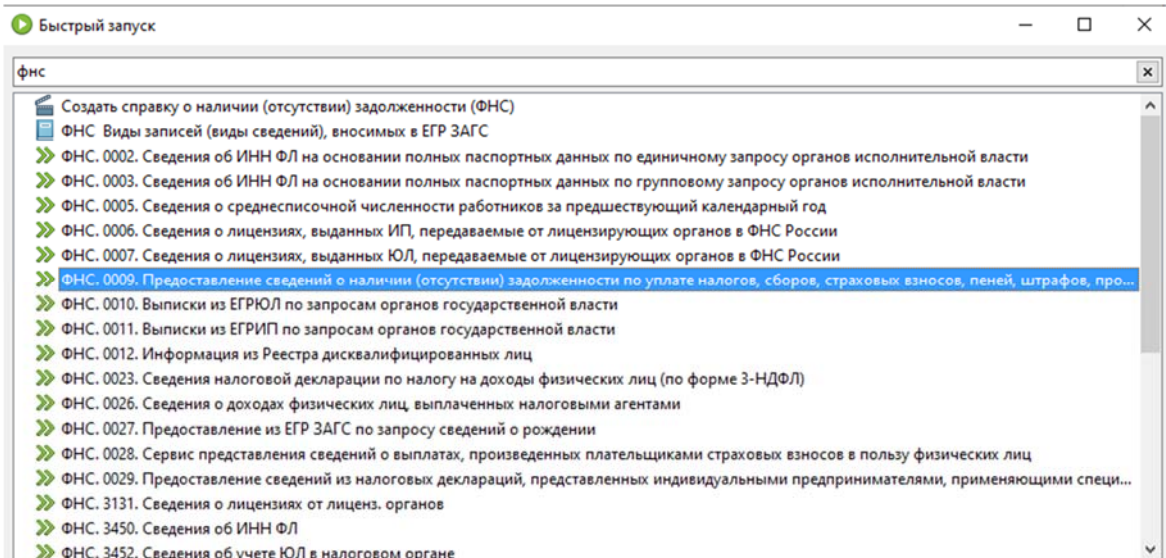 Быстрый запуск
фнс
Создать справку о наличии (отсутствии) задолженности (ФНС)
ФНС Виды записей (виды сведений), вносимых в ЕГР ЗАГС
ФНС. 0002. Сведения об ИНН ФЛ на основании полных паспортных данных по единичному запросу органов исполнительной власти
ФНС. 0003. Сведения об ИНН ФЛ на основании полных паспортных данных по групповому запросу органов исполнительной власти
ФНС. 0005. Сведения о среднесписочной численности работников за предшествующий календарный год
ФНС. 0006. Сведения о лицензиях, выданных ИП, передаваемые от лицензирующих органов в ФНС России
ФНС. 0007. Сведения о лицензиях, выданных ЮЛ, передаваемые от лицензирующих органов в ФНС России
ФНС. 0009. Предоставление сведений о наличии (отсутствии) задолженности по уплате налогов, сборов, страховых взносов, пеней, штрафов, про...
ФНС. 0010. Выписки из ЕГРЮЛ по запросам органов государственной власти
ФНС. 0011. Выписки из ЕГРИП по запросам органов государственной власти
ФНС. 0012. Информация из Реестра дисквалифицированных лиц
ФНС. 0023. Сведения налоговой декларации по налогу на доходы физических лиц (по форме 3-НДФЛ)
ФНС. 0026. Сведения о доходах физических лиц, выплаченных налоговыми агентами
ФНС. 0027. Предоставление из ЕГР ЗАГС по запросу сведений о рождении
ФНС. 0028. Сервис представления сведений о выплатах, произведенных плательщиками страховых взносов в пользу физических лиц
ФНС. 0029. Предоставление сведений из налоговых деклараций, представленных индивидуальными предпринимателями, применяющими специ...
ФНС. 3131. Сведения о лицензиях от лиценз. органов
ФНС. 3450. Сведения об ИНН ФЛ
ФНС. 3452. Сведения об учете ЮЛ в налоговом органе